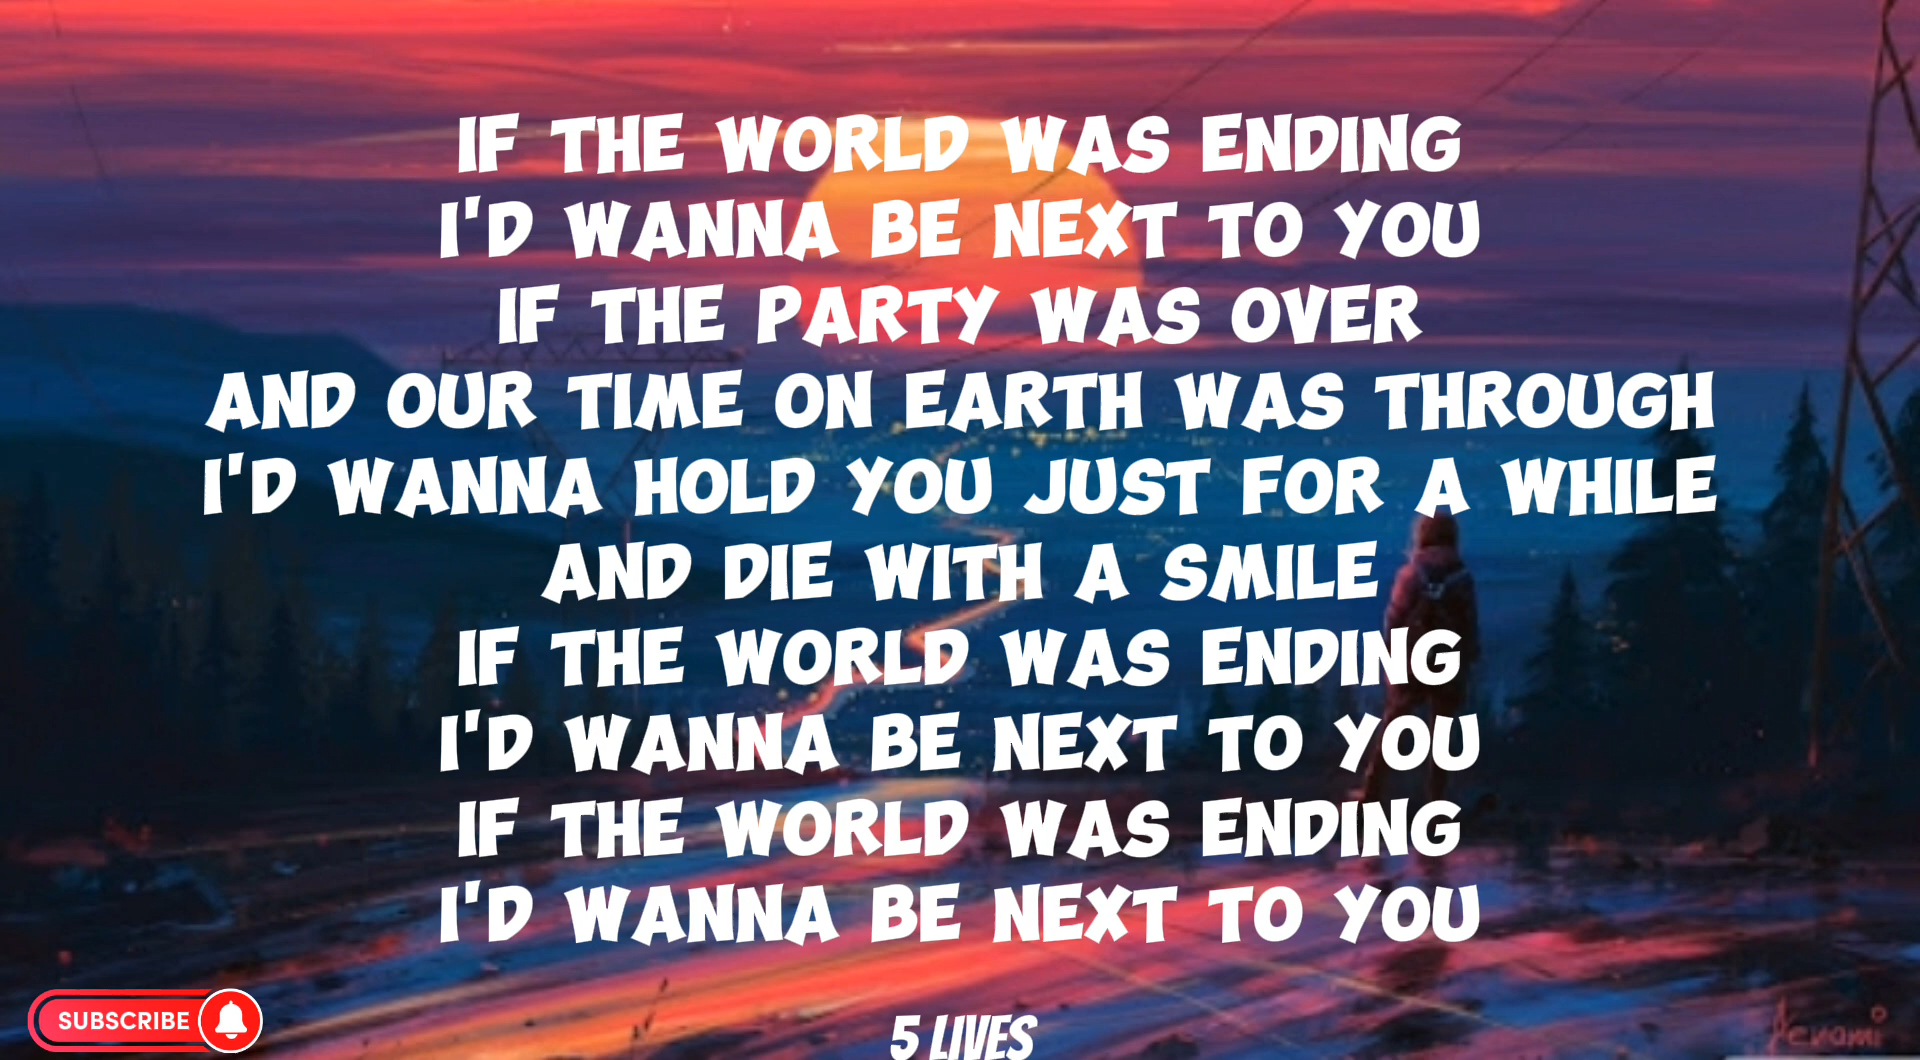 IF THE WORLD WAS ENDING
I'D WANNA BE NEXT TO YOU
IF THE PARTY WAS OVER
AND OUR TIME ON EARTH WAS THROUGH
I'D WANNA HOLD YOU JUST FOR A WHILE
AND DIE WITH A SMILE
IF THE WORLD WAS ENDING
I'D WANNA BE NEXT TO YOU
IF THE WORLD WAS ENDING
I'D WANNA BE NEXT TO YOU
SUBSCRIBE
5 LIVES
Aenami